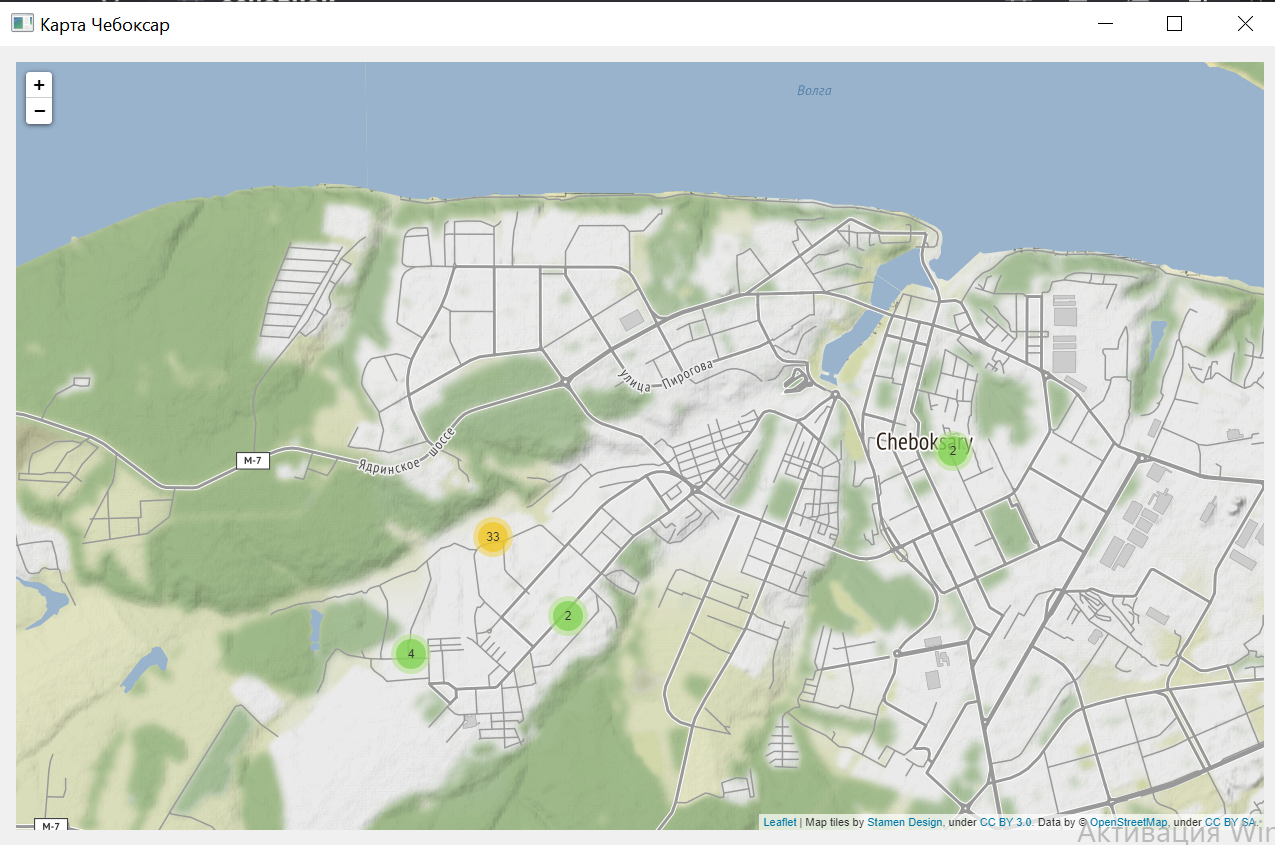 Карта Чебоксар
+
−
Волга
улица Пирогова
Cheboksary
2
Ядринское шоссе
М-7
33
2
4
М-7
Leaflet | Map tiles by Stamen Design, under CC BY 3.0. Data by © OpenStreetMap, under CC BY SA.
Активация Win